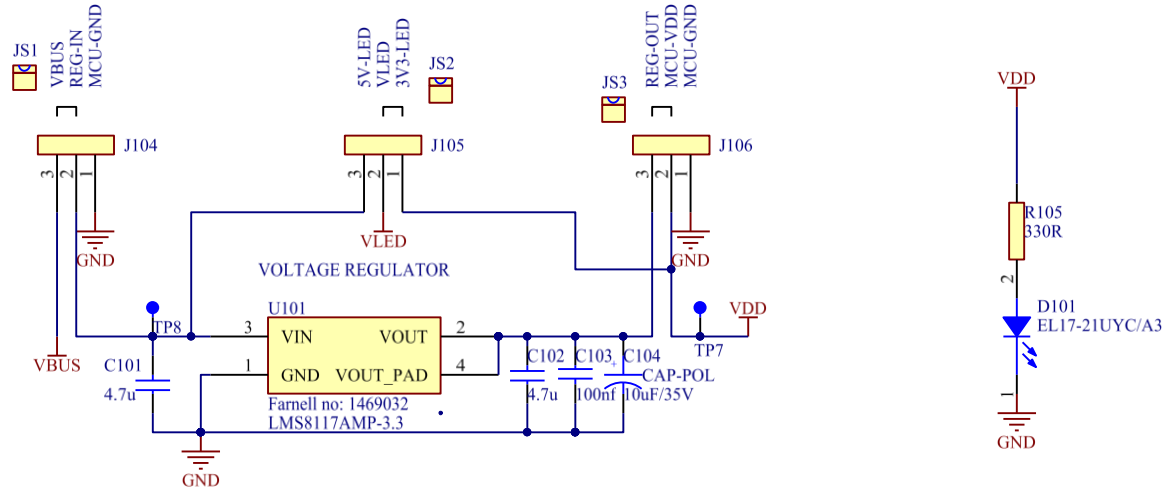 JS1
VBUS
REG-IN
MCU-GND
5V-LED
VLED
3V3-LED
JS2
JS3
REG-OUT
MCU-VDD
MCU-GND
VDD
J104
J105
J106
3
2
1
3
2
1
3
2
1
R105
330R
GND
VLED
GND
VOLTAGE REGULATOR
2
U101
VDD
D101
EL17-21UYC/A3
TP8
3
VIN
VOUT
2
TP7
VBUS
C101
4.7u
1
GND
VOUT_PAD
4
C102
4.7u
C103
100nf
+
C104
CAP-POL
10uF/35V
1
Farnell no: 1469032
LMS8117AMP-3.3
GND
GND